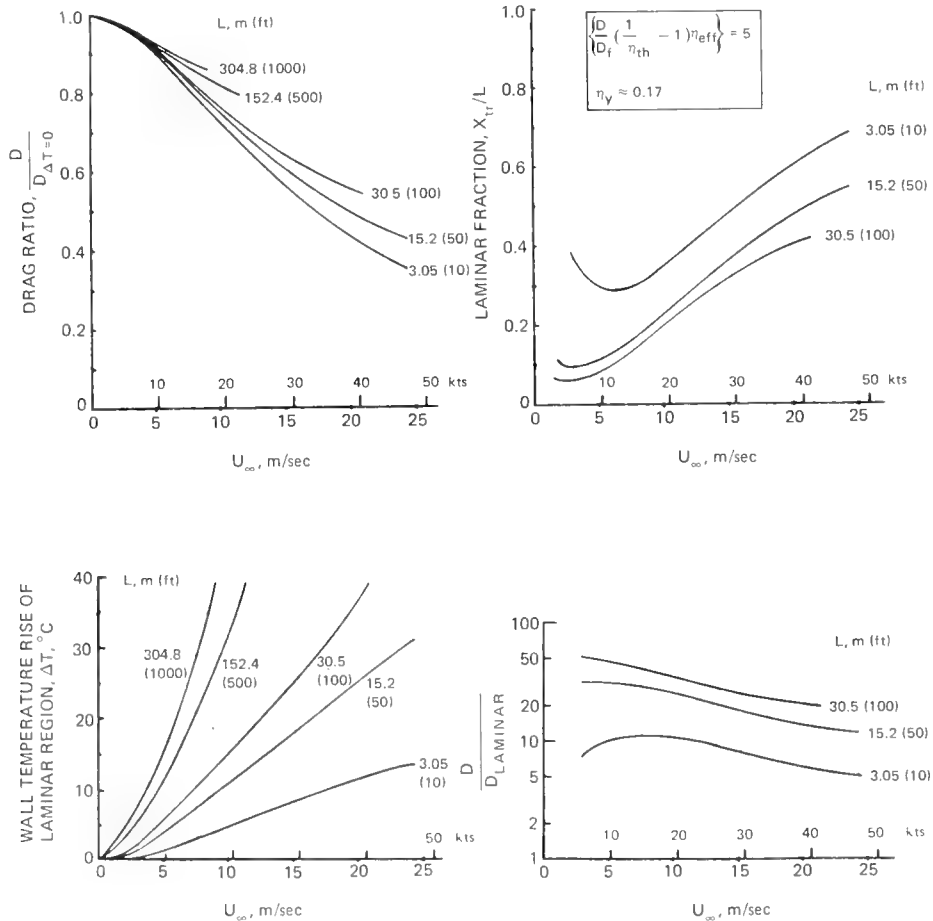 1.0
0.8
0.6
0.4
0.2
0
DRAG RATIO, D / D ΔT=0
L, m (ft)
304.8 (1000)
152.4 (500)
30.5 (100)
15.2 (50)
3.05 (10)
10 20 30 40 50 kts
0 5 10 15 20 25
U∞, m/sec
1.0
0.8
0.6
0.4
0.2
0
LAMINAR FRACTION, X tr/L
{D/D f (1/η th − 1)η eff} = 5
η y ≈ 0.17
L, m (ft)
3.05 (10)
15.2 (50)
30.5 (100)
10 20 30 40 50 kts
0 5 10 15 20 25
U∞, m/sec
40
30
20
10
0
WALL TEMPERATURE RISE OF
LAMINAR REGION, ΔT, °C
L, m (ft)
304.8
(1000)
152.4
(500)
30.5
(100)
15.2
(50)
3.05
(10)
50 kts
0 5 10 15 20 25
U∞, m/sec
100
50
20
10
5
2
1
D / D LAMINAR
L, m (ft)
30.5 (100)
15.2 (50)
3.05 (10)
10 20 30 40 50 kts
0 5 10 15 20 25
U∞, m/sec